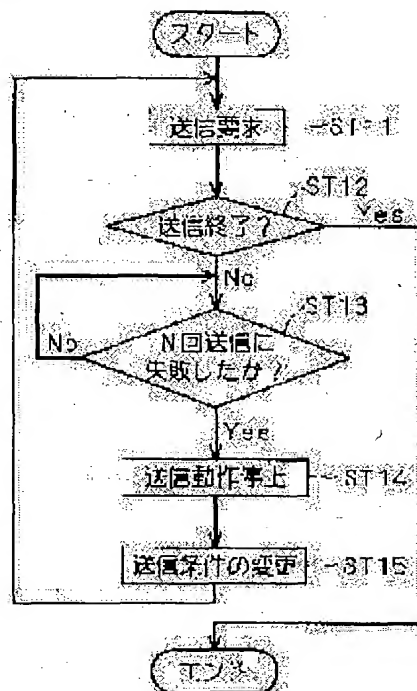 スタート
送信要求
ST11
送信終了?
ST12
Yes
No
N回送信に
失敗したか?
ST13
No
Yes
送信動作停止
ST14
送信条件の変更
ST15
エンド